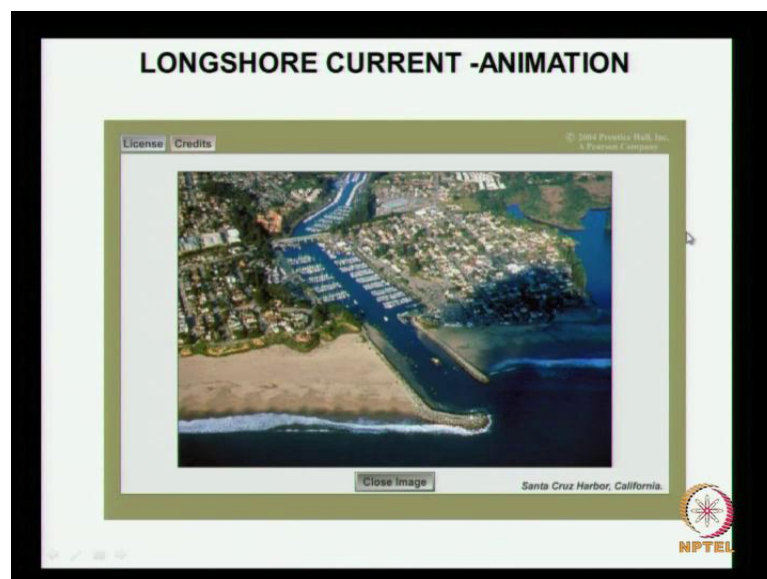 LONGSHORE CURRENT -ANIMATION
License Credits
© 2004 Prentice Hall, Inc.
A Pearson Company
Close Image
Santa Cruz Harbor, California.
NPTEL